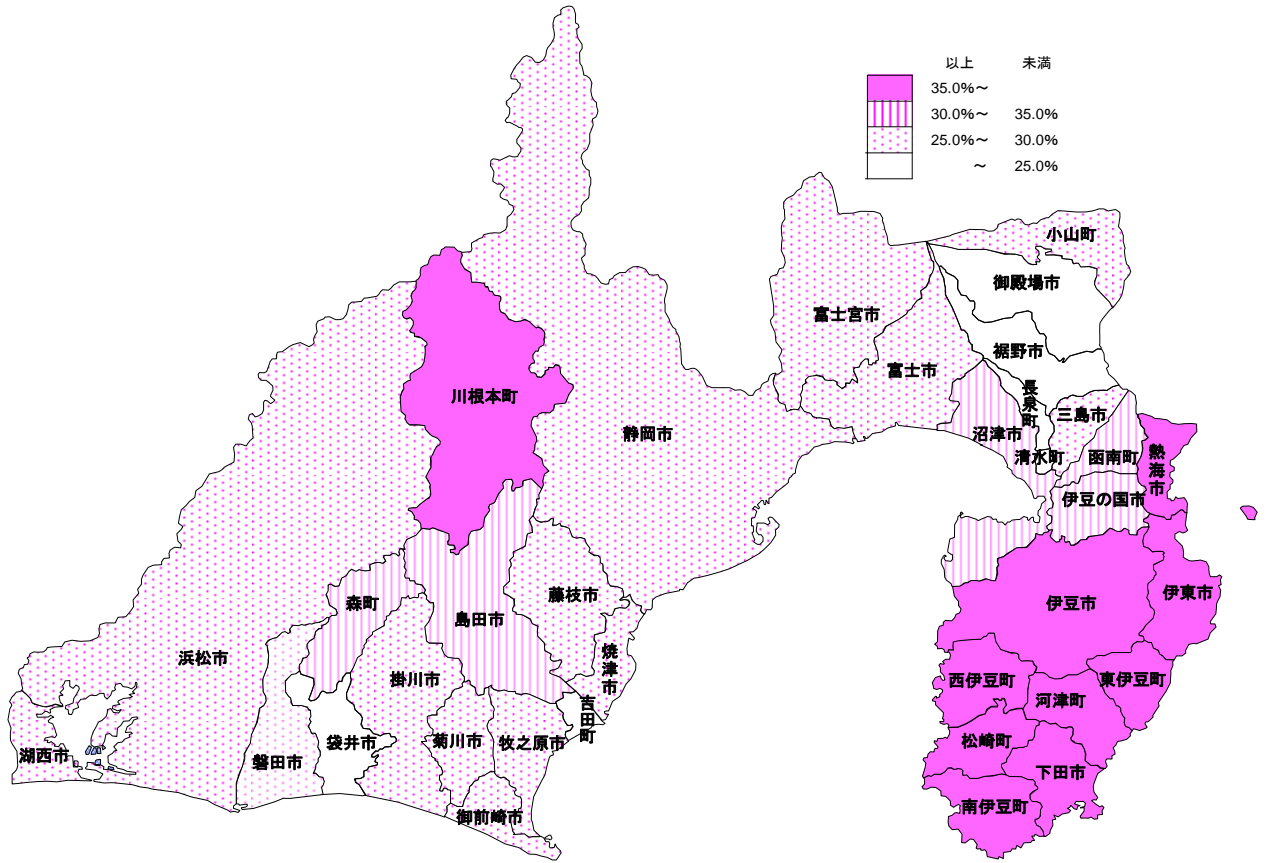 以上 未満
35.0%～
30.0%～ 35.0%
25.0%～ 30.0%
～ 25.0%
小山町
御殿場市
富士宮市
裾野市
富士市
長泉町
川根本町
三島市
静岡市
沼津市
清水町
函南町
熱海市
伊豆の国市
藤枝市
森町
伊豆市
伊東市
島田市
浜松市
焼津市
掛川市
西伊豆町
東伊豆町
河津町
吉田町
袋井市
菊川市
牧之原市
松崎町
湖西市
磐田市
下田市
南伊豆町
御前崎市